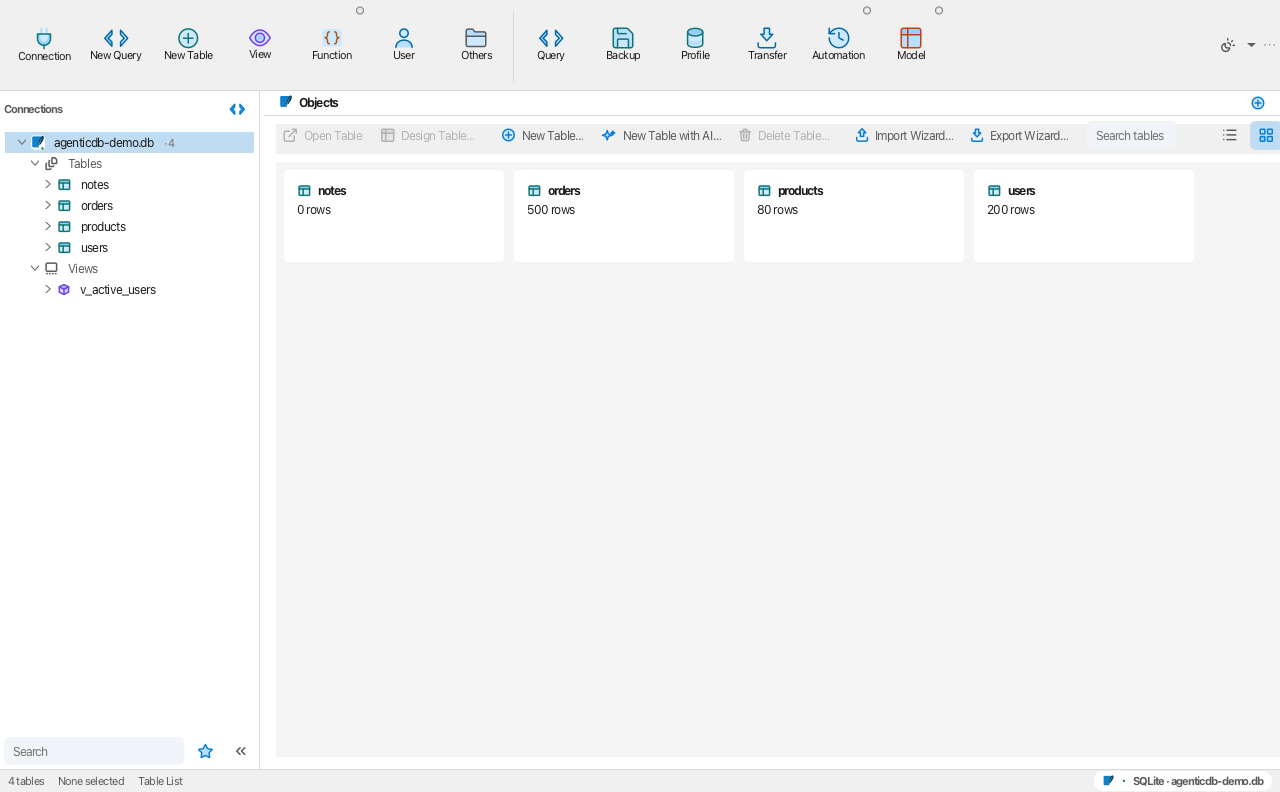 Connection
New Query
New Table
View
Function
User
Others
Query
Backup
Profile
Transfer
Automation
Model
Connections
agenticdb-demo.db · 4
Tables
notes
orders
products
users
Views
v_active_users
Search
Objects
Open Table
Design Table...
New Table...
New Table with AI...
Delete Table...
Import Wizard...
Export Wizard...
Search tables
notes
0 rows
orders
500 rows
products
80 rows
users
200 rows
4 tables
None selected
Table List
SQLite · agenticdb-demo.db